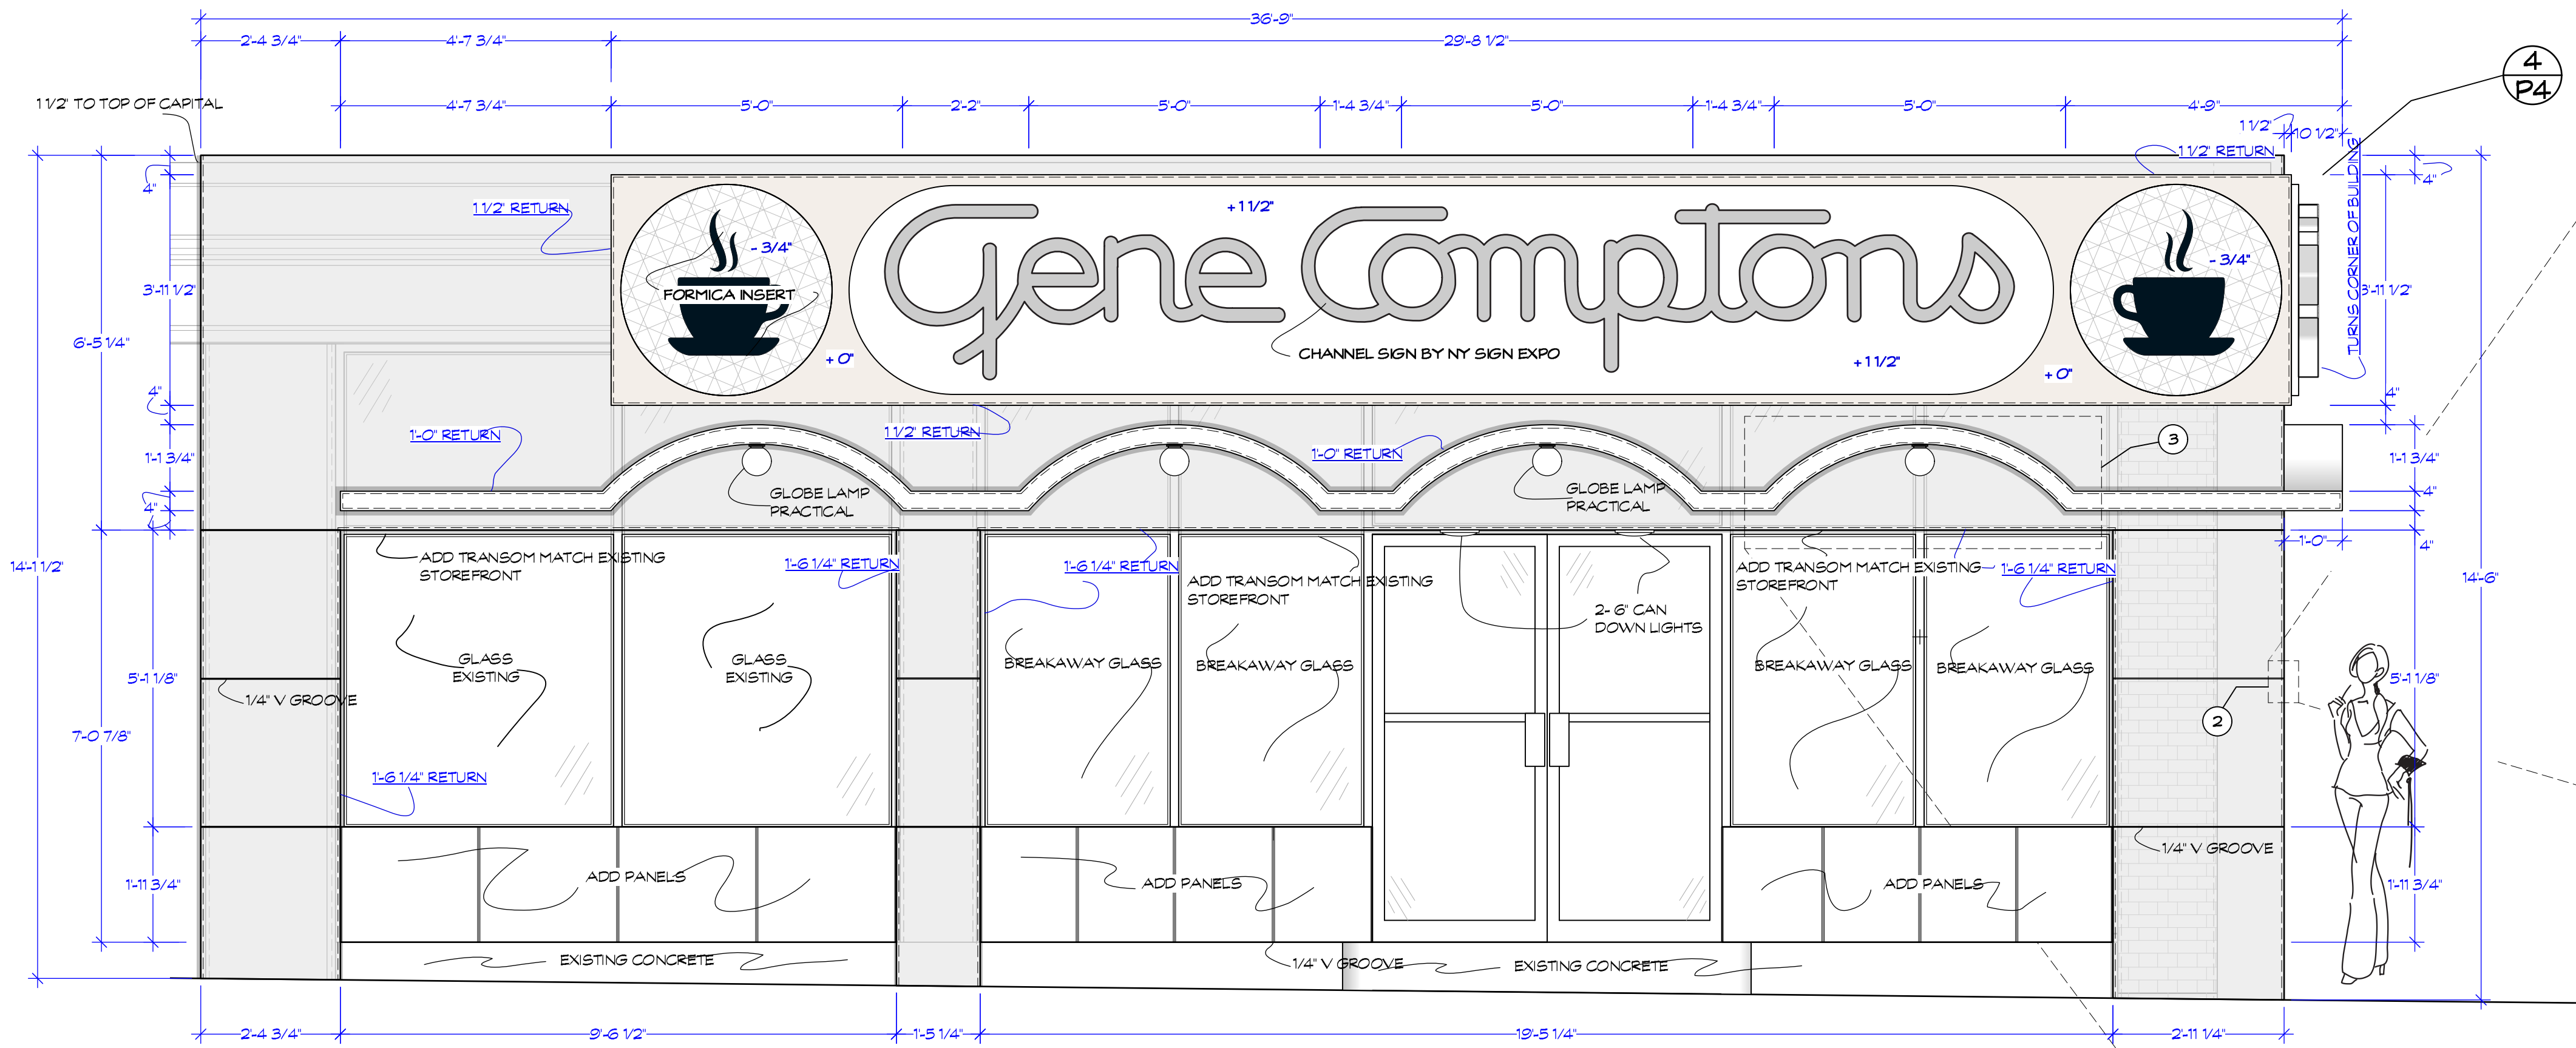 36'-9"
2'-4 3/4"
4'-7 3/4"
29'-8 1/2"
4
P4
1 1/2" TO TOP OF CAPITAL
4'-7 3/4"
5'-0"
2'-2"
5'-0"
1'-4 3/4"
5'-0"
1'-4 3/4"
5'-0"
4'-9"
1 1/2"
10 1/2"
1 1/2" RETURN
4"
4"
1 1/2" RETURN
+ 1 1/2"
Gene Comptons
- 3/4"
- 3/4"
FORMICA INSERT
TURNS CORNER OF BUILDING
3'-11 1/2"
3'-11 1/2"
6'-5 1/4"
+ 0"
CHANNEL SIGN BY NY SIGN EXPO
+ 1 1/2"
+ 0"
4"
4"
1'-0" RETURN
1 1/2" RETURN
1'-0" RETURN
3
1'-1 3/4"
1'-1 3/4"
GLOBE LAMP
PRACTICAL
GLOBE LAMP
PRACTICAL
4"
4"
1'-0"
4"
14'-1 1/2"
ADD TRANSOM MATCH EXISTING
STOREFRONT
1'-6 1/4" RETURN
1'-6 1/4" RETURN
ADD TRANSOM MATCH EXISTING
STOREFRONT
ADD TRANSOM MATCH EXISTING
STOREFRONT
1'-6 1/4" RETURN
14'-6"
2- 6" CAN
DOWN LIGHTS
GLASS
EXISTING
GLASS
EXISTING
BREAKAWAY GLASS
BREAKAWAY GLASS
BREAKAWAY GLASS
BREAKAWAY GLASS
5'-1 1/8"
5'-1 1/8"
1/4" V GROOVE
2
7'-0 7/8"
1'-6 1/4" RETURN
1/4" V GROOVE
1'-11 3/4"
ADD PANELS
ADD PANELS
ADD PANELS
1'-11 3/4"
EXISTING CONCRETE
1/4" V GROOVE
EXISTING CONCRETE
2'-4 3/4"
9'-6 1/2"
1'-5 1/4"
19'-5 1/4"
2'-11 1/4"